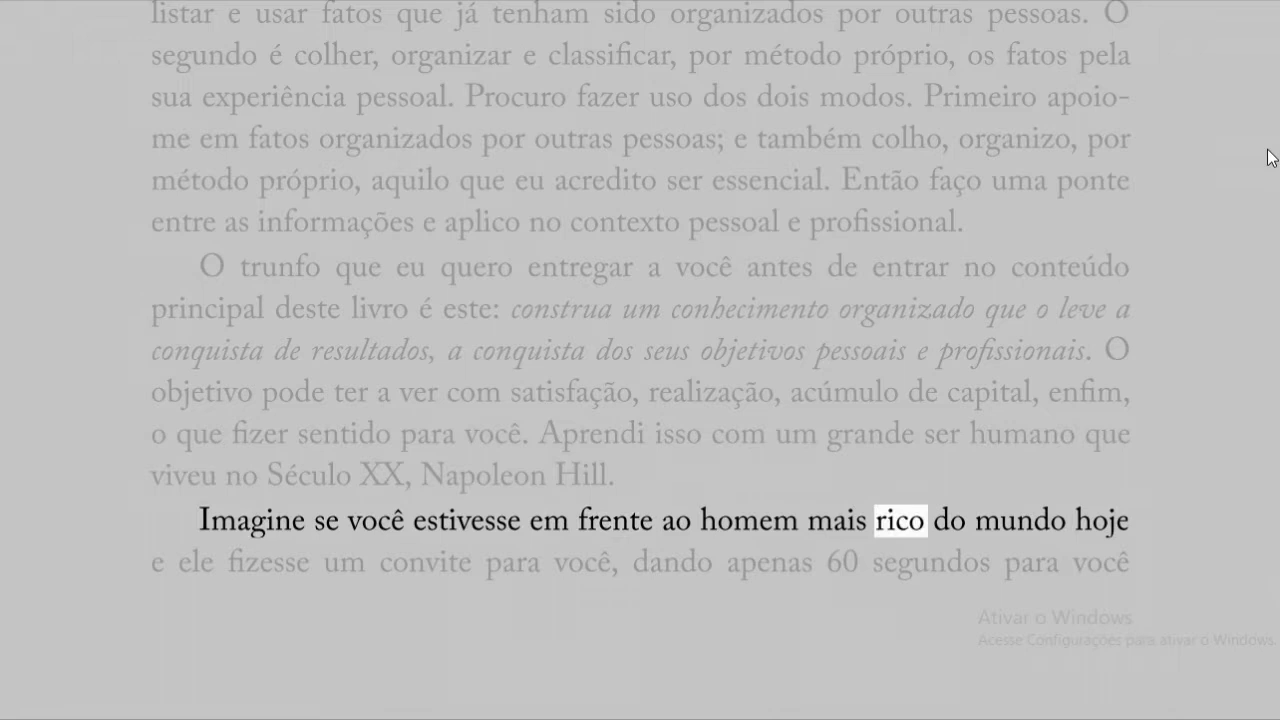 listar e usar fatos que já tenham sido organizados por outras pessoas. O
segundo é colher, organizar e classificar, por método próprio, os fatos pela
sua experiência pessoal. Procuro fazer uso dos dois modos. Primeiro apoio-
me em fatos organizados por outras pessoas; e também colho, organizo, por
método próprio, aquilo que eu acredito ser essencial. Então faço uma ponte
entre as informações e aplico no contexto pessoal e profissional.
O trunfo que eu quero entregar a você antes de entrar no conteúdo
principal deste livro é este: construa um conhecimento organizado que o leve a
conquista de resultados, a conquista dos seus objetivos pessoais e profissionais. O
objetivo pode ter a ver com satisfação, realização, acúmulo de capital, enfim,
o que fizer sentido para você. Aprendi isso com um grande ser humano que
viveu no Século XX, Napoleon Hill.
Imagine se você estivesse em frente ao homem mais rico do mundo hoje
e ele fizesse um convite para você, dando apenas 60 segundos para você
Ativar o Windows
Acesse Configurações para ativar o Windows.